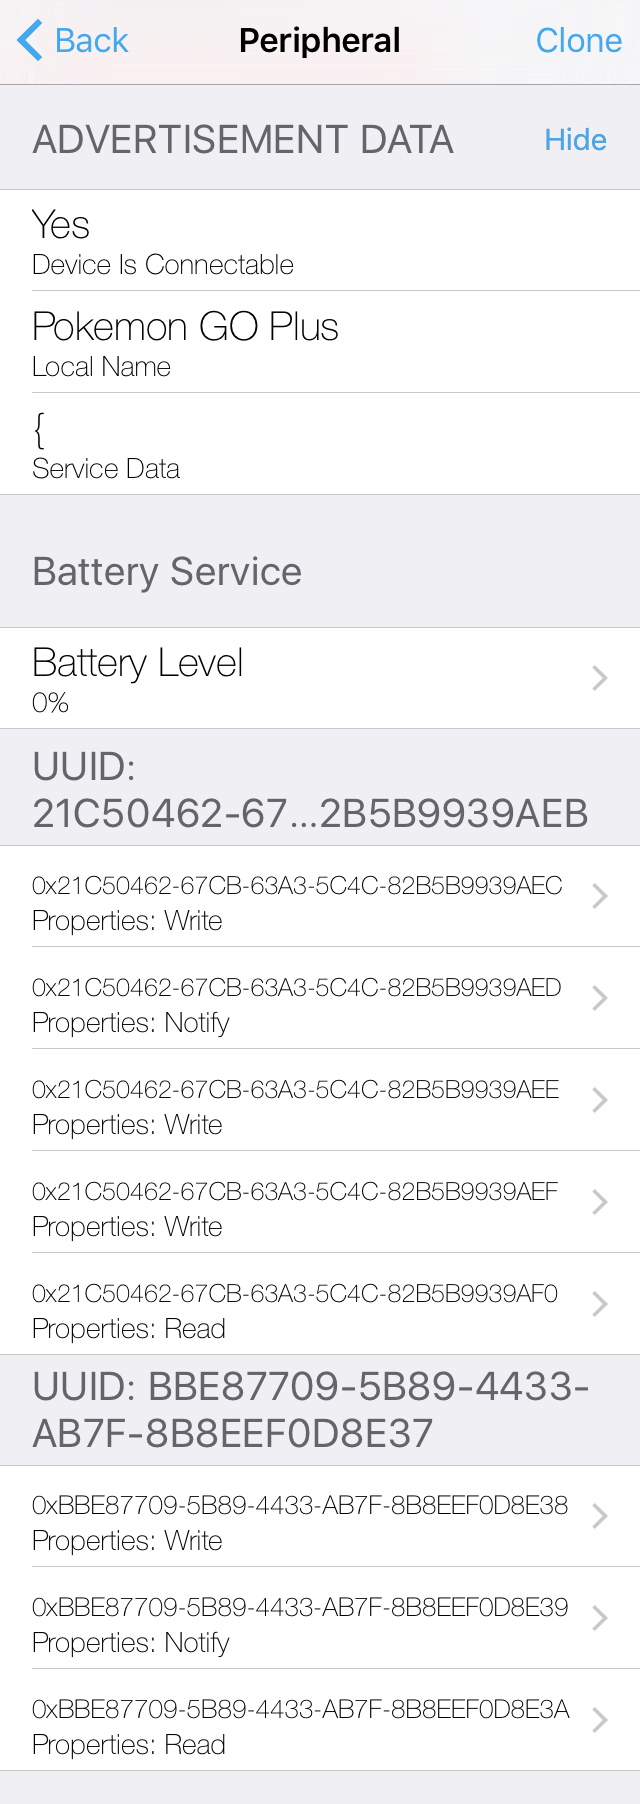 Back
Peripheral
Clone
ADVERTISEMENT DATA
Hide
Yes
Device Is Connectable
Pokemon GO Plus
Local Name
{
Service Data
Battery Service
Battery Level
0%
UUID:
21C50462-67...2B5B9939AEB
0x21C50462-67CB-63A3-5C4C-82B5B9939AEC
Properties: Write
0x21C50462-67CB-63A3-5C4C-82B5B9939AED
Properties: Notify
0x21C50462-67CB-63A3-5C4C-82B5B9939AEE
Properties: Write
0x21C50462-67CB-63A3-5C4C-82B5B9939AEF
Properties: Write
0x21C50462-67CB-63A3-5C4C-82B5B9939AF0
Properties: Read
UUID: BBE87709-5B89-4433-
AB7F-8B8EEF0D8E37
0xBBE87709-5B89-4433-AB7F-8B8EEF0D8E38
Properties: Write
0xBBE87709-5B89-4433-AB7F-8B8EEF0D8E39
Properties: Notify
0xBBE87709-5B89-4433-AB7F-8B8EEF0D8E3A
Properties: Read